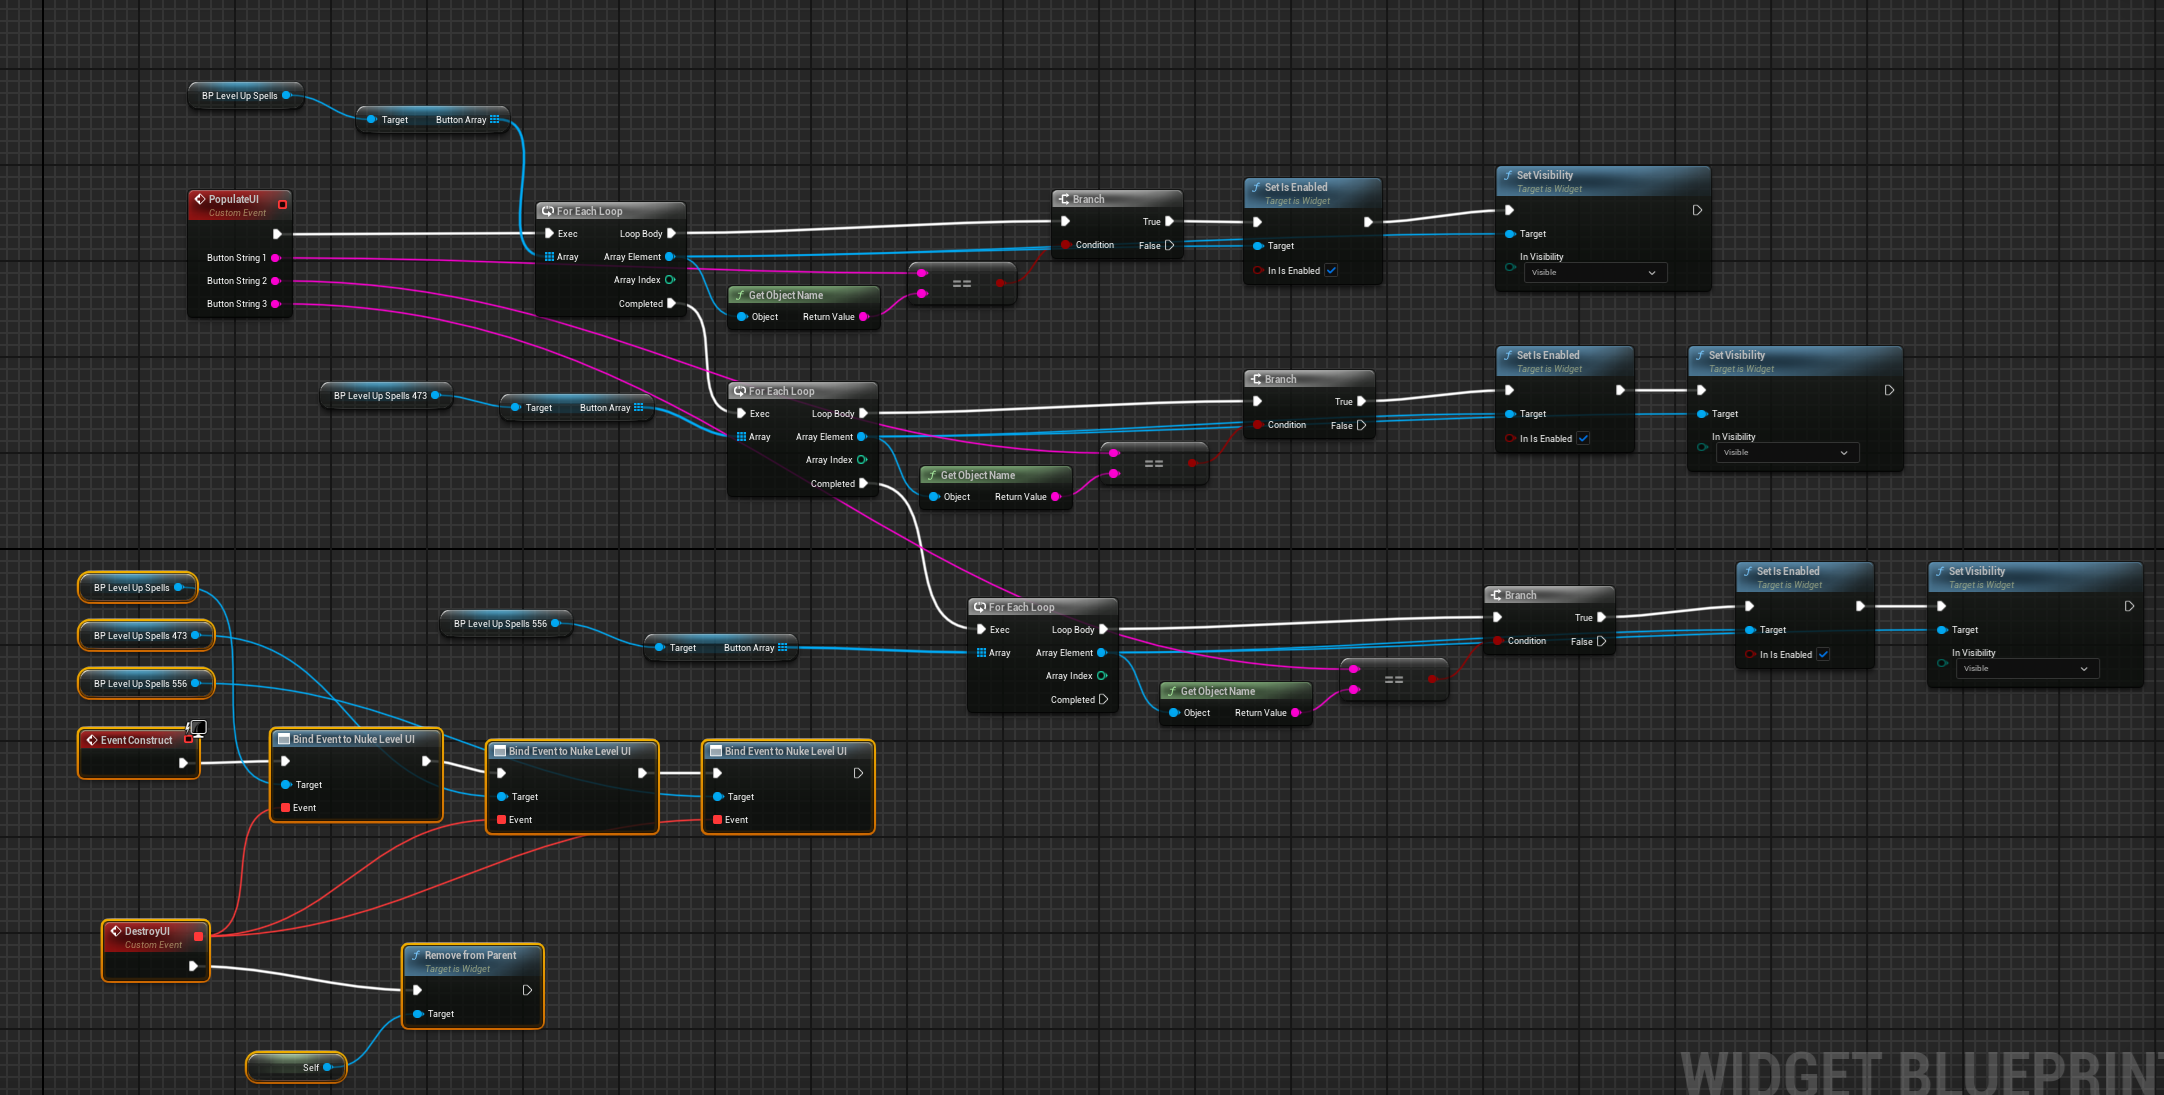 BP Level Up Spells
Target Button Array
PopulateUI
Custom Event
Button String 1
Button String 2
Button String 3
For Each Loop
Exec Loop Body
Array Array Element
Array Index
Completed
Get Object Name
Object Return Value
==
Branch
True
Condition False
Set Is Enabled
Target is Widget
Target
In Is Enabled
Set Visibility
Target is Widget
Target
In Visibility
Visible
BP Level Up Spells 473
Target Button Array
For Each Loop
Exec Loop Body
Array Array Element
Array Index
Completed
Get Object Name
Object Return Value
==
Branch
True
Condition False
Set Is Enabled
Target is Widget
Target
In Is Enabled
Set Visibility
Target is Widget
Target
In Visibility
Visible
BP Level Up Spells 556
Target Button Array
For Each Loop
Exec Loop Body
Array Array Element
Array Index
Completed
Get Object Name
Object Return Value
==
Branch
True
Condition False
Set Is Enabled
Target is Widget
Target
In Is Enabled
Set Visibility
Target is Widget
Target
In Visibility
Visible
BP Level Up Spells
BP Level Up Spells 473
BP Level Up Spells 556
Event Construct
Bind Event to Nuke Level UI
Target
Event
Bind Event to Nuke Level UI
Target
Event
Bind Event to Nuke Level UI
Target
Event
DestroyUI
Custom Event
Remove from Parent
Target is Widget
Target
Self
WIDGET BLUEPRIN